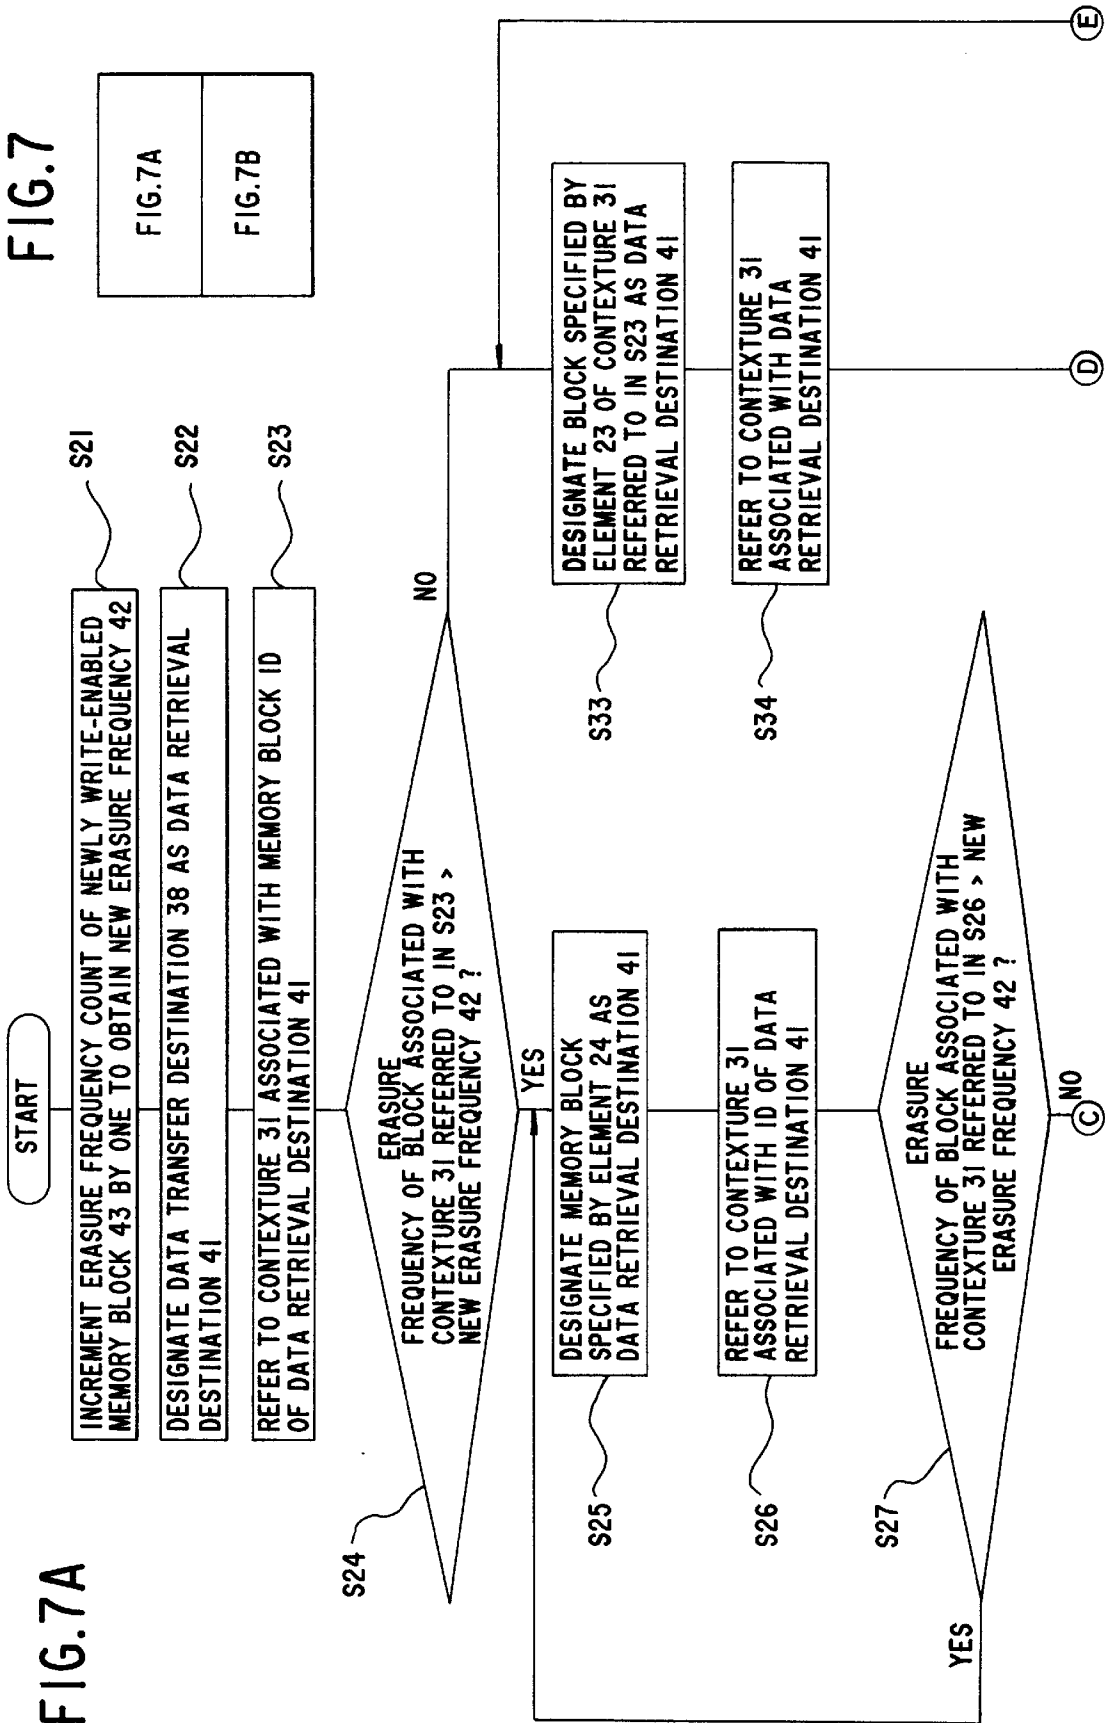 FIG.7A
FIG.7
FIG.7A
FIG.7B
START
INCREMENT ERASURE FREQUENCY COUNT OF NEWLY WRITE-ENABLED
MEMORY BLOCK 43 BY ONE TO OBTAIN NEW ERASURE FREQUENCY 42
S21
DESIGNATE DATA TRANSFER DESTINATION 38 AS DATA RETRIEVAL
DESTINATION 41
S22
REFER TO CONTEXTURE 31 ASSOCIATED WITH MEMORY BLOCK ID
OF DATA RETRIEVAL DESTINATION 41
S23
S24
ERASURE
FREQUENCY OF BLOCK ASSOCIATED WITH
CONTEXTURE 31 REFERRED TO IN S23 >
NEW ERASURE FREQUENCY 42 ?
NO
YES
S25
DESIGNATE MEMORY BLOCK
SPECIFIED BY ELEMENT 24 AS
DATA RETRIEVAL DESTINATION 41
S33
DESIGNATE BLOCK SPECIFIED BY
ELEMENT 23 OF CONTEXTURE 31
REFERRED TO IN S23 AS DATA
RETRIEVAL DESTINATION 41
S26
REFER TO CONTEXTURE 31
ASSOCIATED WITH ID OF DATA
RETRIEVAL DESTINATION 41
S34
REFER TO CONTEXTURE 31
ASSOCIATED WITH DATA
RETRIEVAL DESTINATION 41
S27
YES
ERASURE
FREQUENCY OF BLOCK ASSOCIATED WITH
CONTEXTURE 31 REFERRED TO IN S26 > NEW
ERASURE FREQUENCY 42 ?
NO
C
D
E